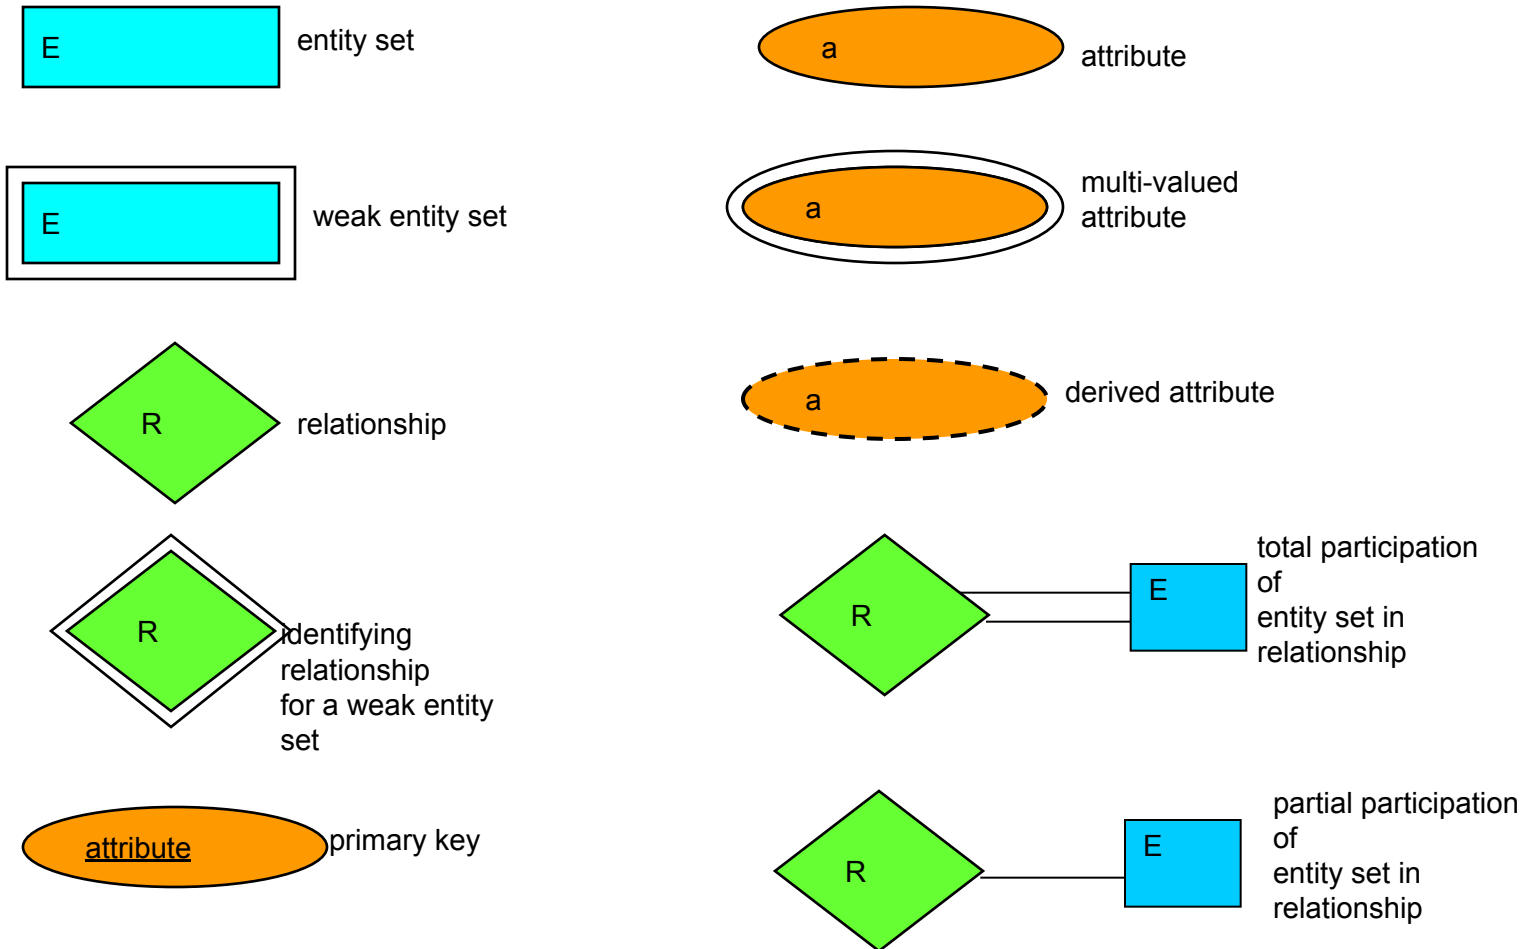 E
entity set
a
attribute
E
weak entity set
a
multi-valued
attribute
R
relationship
a
derived attribute
R
identifying
relationship
for a weak entity
set
R
E
total participation
of
entity set in
relationship
attribute
primary key
R
E
partial participation
of
entity set in
relationship